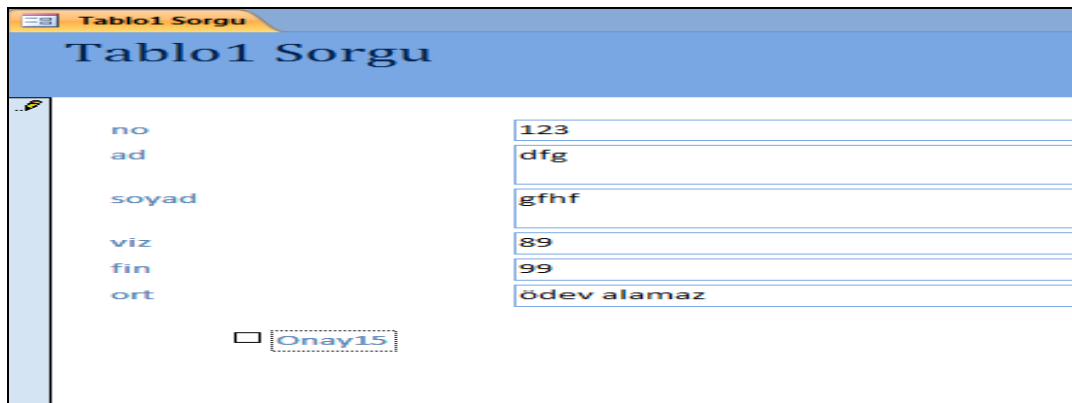 Tablo1 Sorgu
Tablo1 Sorgu
no 123
ad dfg
soyad gfhf
viz 89
fin 99
ort ödev alamaz
Onay15